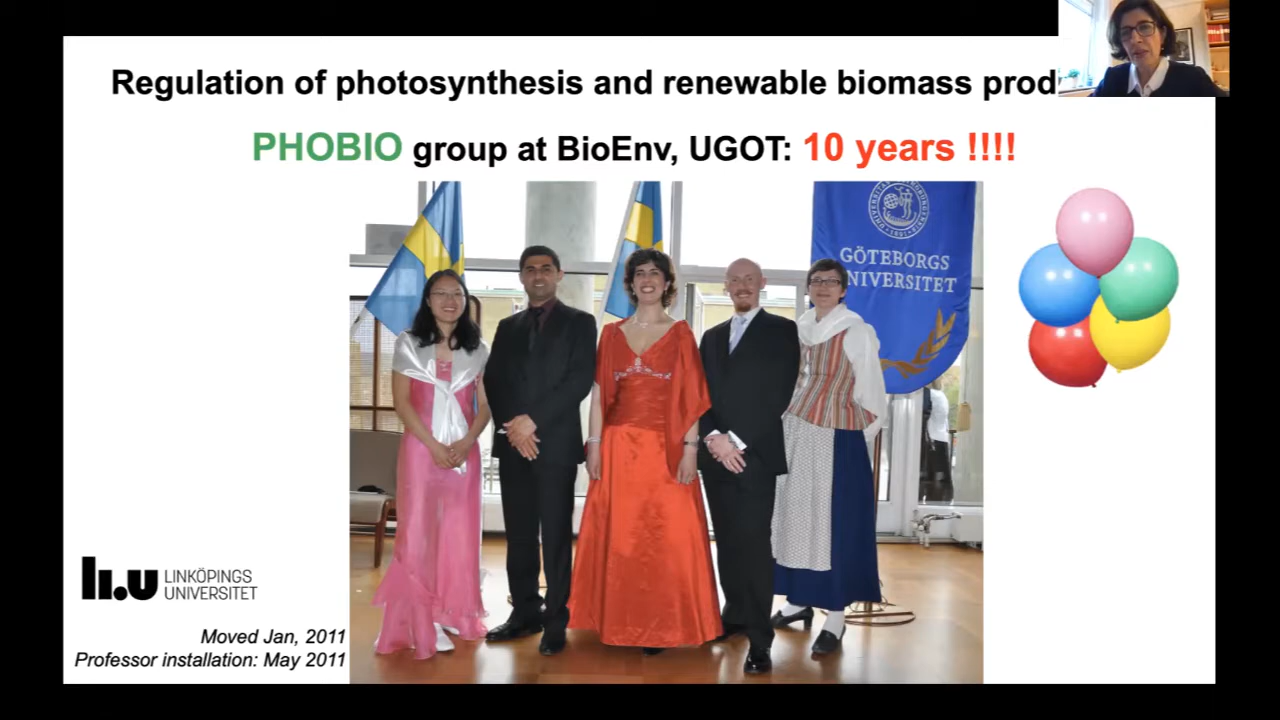 Regulation of photosynthesis and renewable biomass prod
PHOBIO group at BioEnv, UGOT: 10 years !!!!
GÖTEBORGS
UNIVERSITET
LiU LINKÖPINGS
UNIVERSITET
Moved Jan, 2011
Professor installation: May 2011